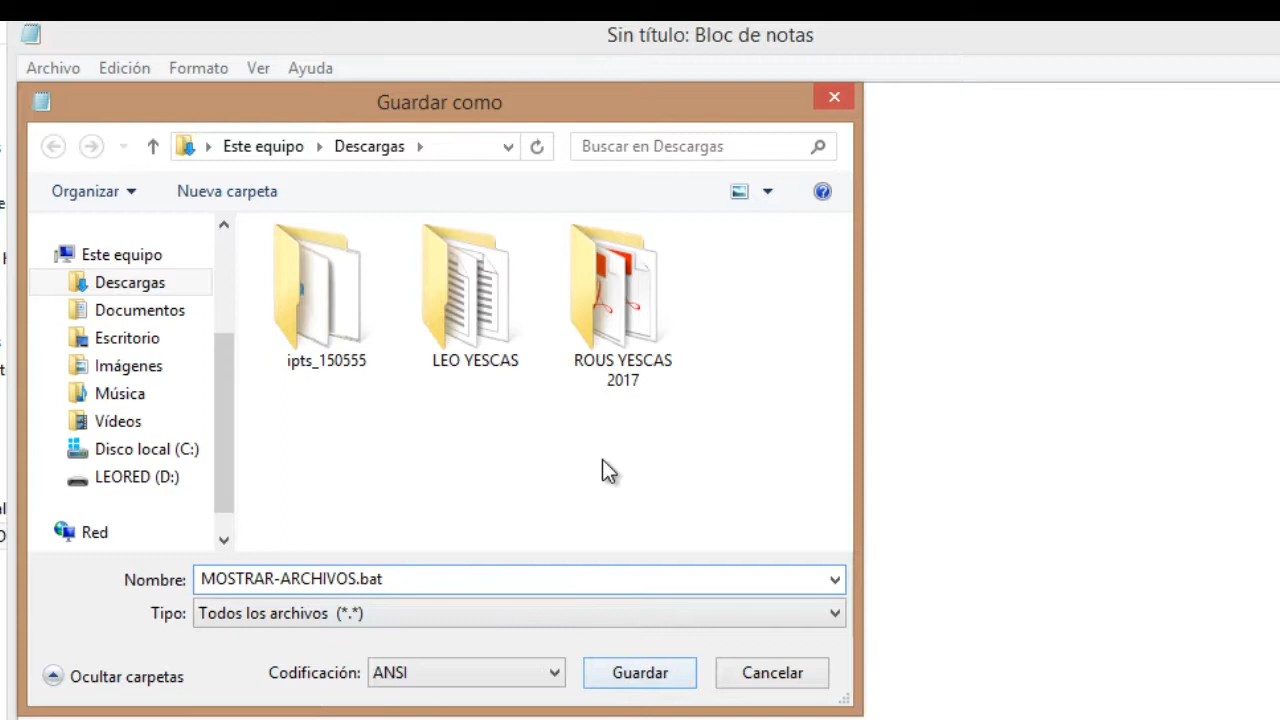 Sin título: Bloc de notas
Archivo Edición Formato Ver Ayuda
Guardar como
Este equipo Descargas
Buscar en Descargas
Organizar Nueva carpeta
Este equipo
Descargas
Documentos
Escritorio
Imágenes
Música
Vídeos
Disco local (C:)
LEORED (D:)
Red
ipts_150555
LEO YESCAS
ROUS YESCAS
2017
Nombre: MOSTRAR-ARCHIVOS.bat
Tipo: Todos los archivos (*.*)
Ocultar carpetas
Codificación: ANSI
Guardar
Cancelar